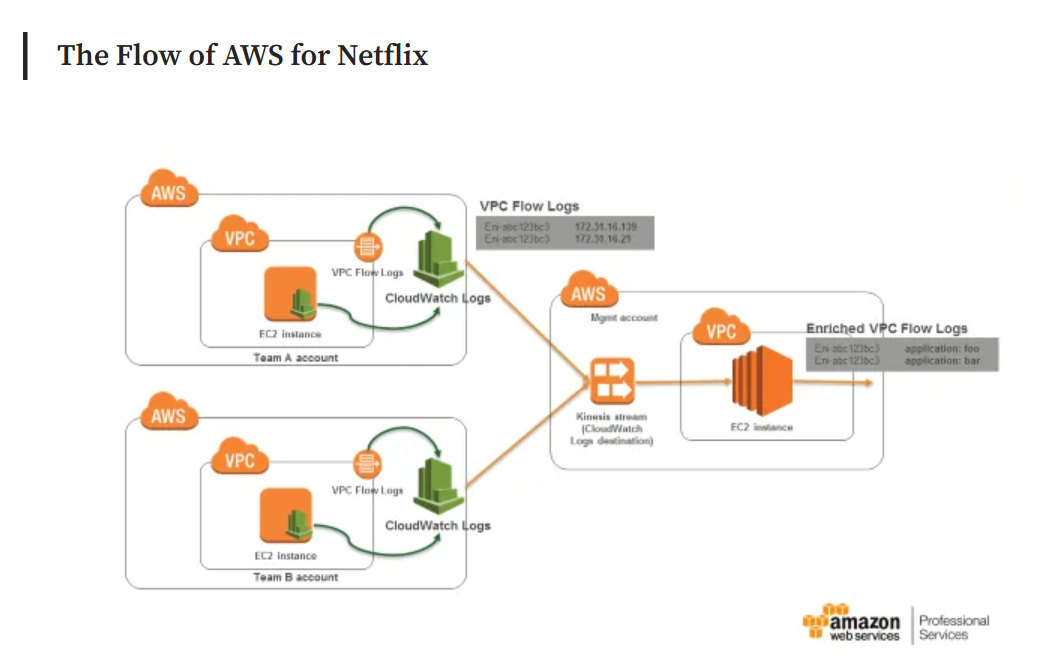 The Flow of AWS for Netflix
AWS
VPC
VPC Flow Logs
CloudWatch Logs
EC2 instance
Team A account
VPC Flow Logs
Eni-abc123bc3 172.31.16.139
Eni-abc123bc3 172.31.16.21
AWS
Mgmt account
VPC
Enriched VPC Flow Logs
Eni-abc123bc3 application: foo
Eni-abc123bc3 application: bar
Kinesis stream
(CloudWatch
Logs destination)
EC2 instance
AWS
VPC
VPC Flow Logs
CloudWatch Logs
EC2 instance
Team B account
amazon
web services
Professional
Services